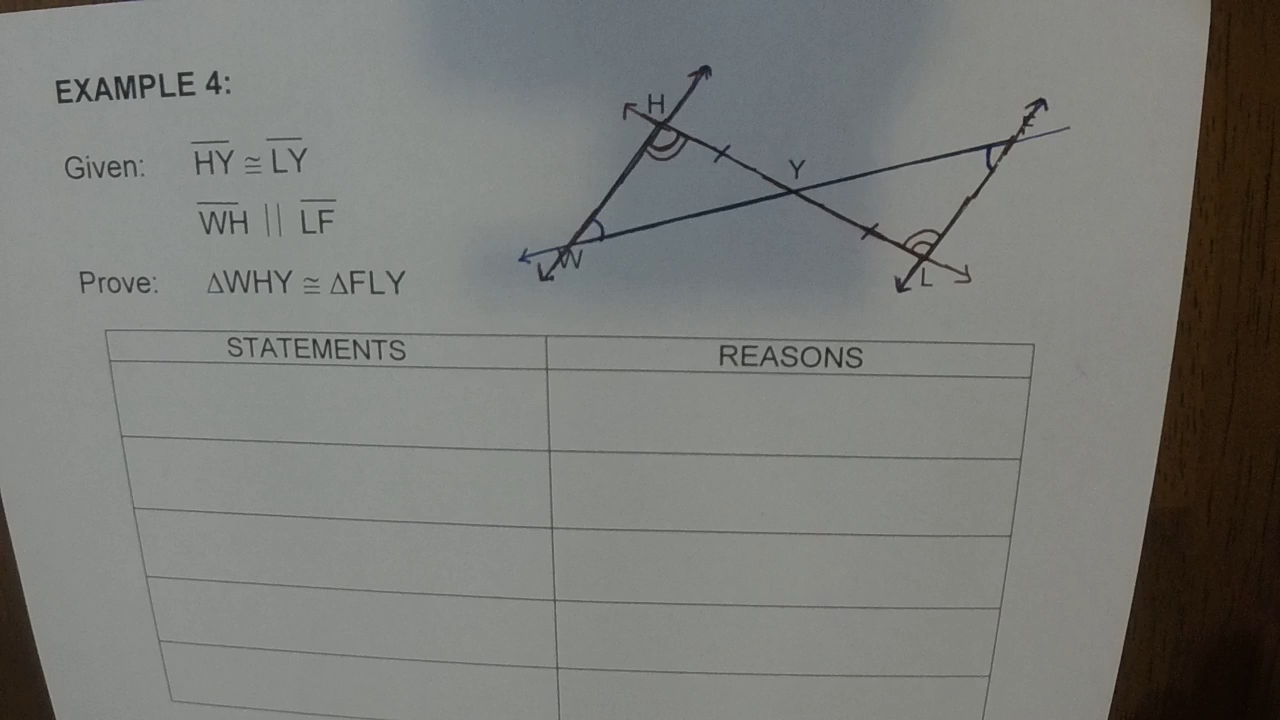 EXAMPLE 4:
Given: HY ≅ LY
WH || LF
Prove: ΔWHY ≅ ΔFLY
H
Y
F
W
L
STATEMENTS REASONS